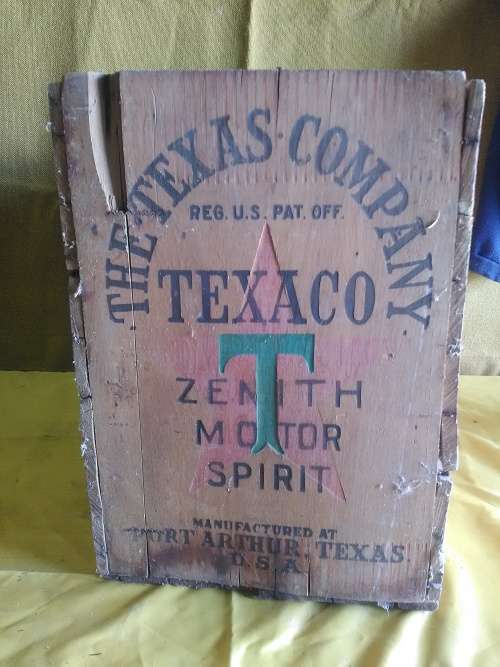 THE TEXAS COMPANY
REG. U.S. PAT. OFF.
TEXACO
T
ZENITH
MOTOR
SPIRIT
MANUFACTURED AT
PORT ARTHUR, TEXAS.
U.S.A.